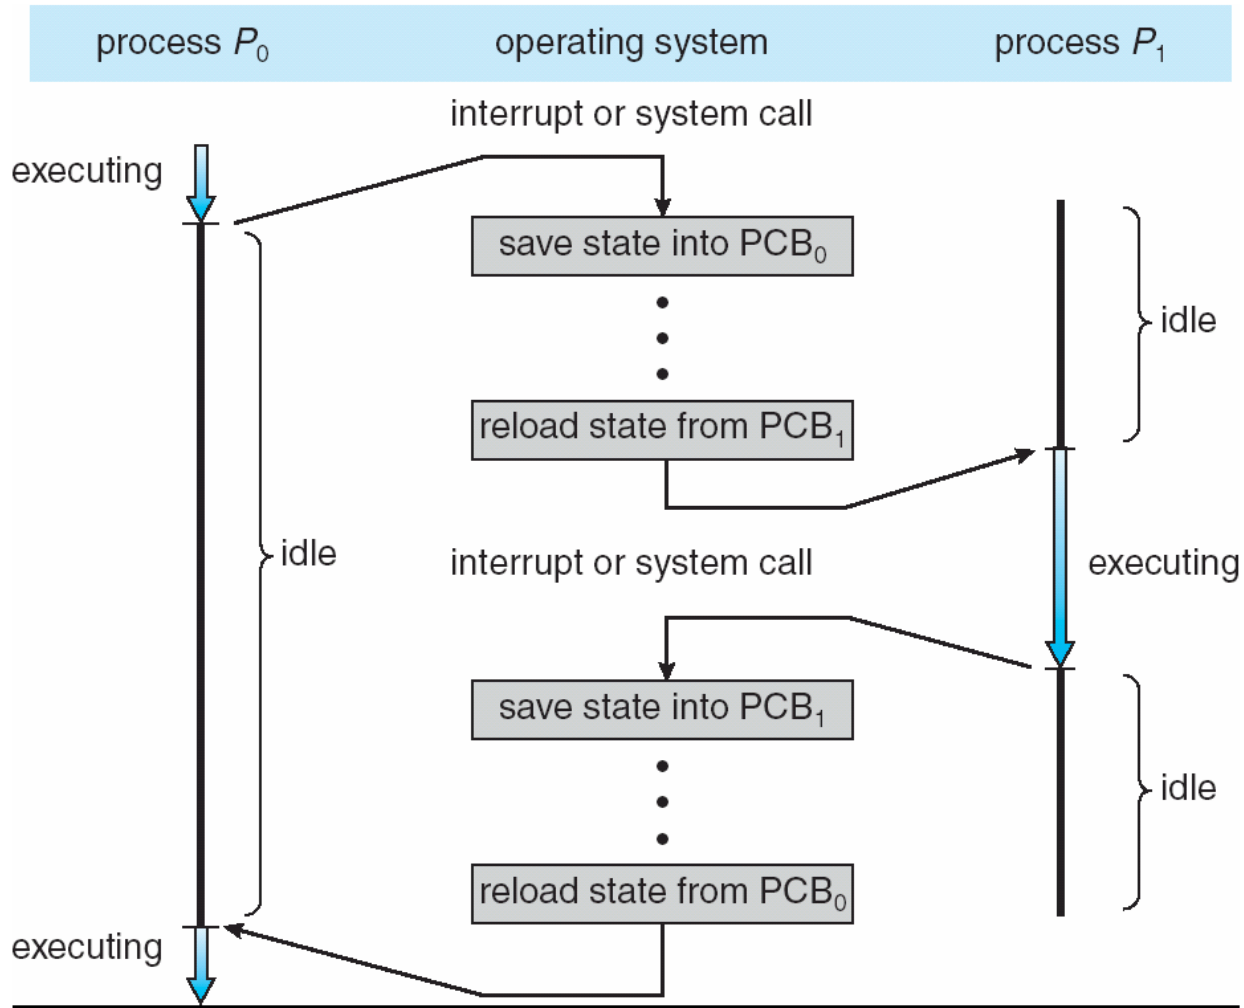 process P₀ operating system process P₁
interrupt or system call
executing
save state into PCB₀
idle
reload state from PCB₁
idle
interrupt or system call
executing
save state into PCB₁
idle
reload state from PCB₀
executing